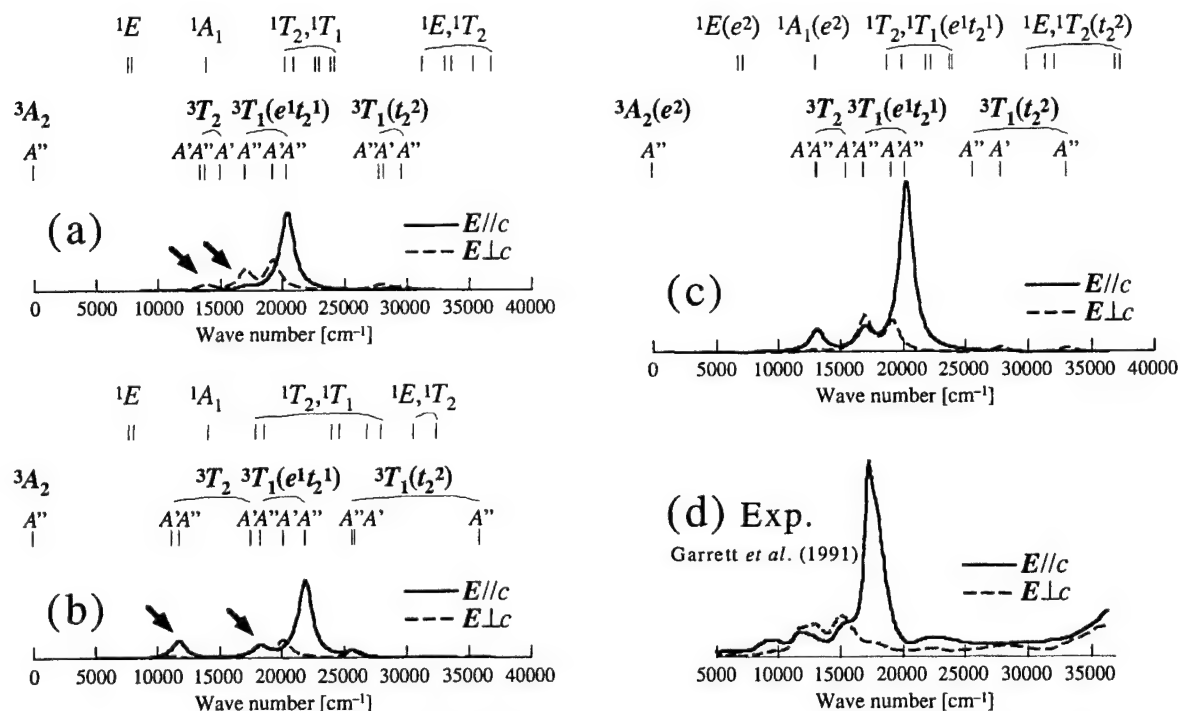 ¹E ¹A₁ ¹T₂,¹T₁ ¹E,¹T₂
³A₂ ³T₂ ³T₁(e¹t₂¹) ³T₁(t₂²)
A" A'A" A' A" A'A" A"A' A"
(a)
E//c
E⊥c
0 5000 10000 15000 20000 25000 30000 35000 40000
Wave number [cm⁻¹]
¹E ¹A₁ ¹T₂,¹T₁ ¹E,¹T₂
³A₂ ³T₂ ³T₁(e¹t₂¹) ³T₁(t₂²)
A" A'A" A'A" A'A" A"A' A"
(b)
E//c
E⊥c
0 5000 10000 15000 20000 25000 30000 35000 40000
Wave number [cm⁻¹]
¹E(e²) ¹A₁(e²) ¹T₂,¹T₁(e¹t₂¹) ¹E,¹T₂(t₂²)
³A₂(e²) ³T₂ ³T₁(e¹t₂¹) ³T₁(t₂²)
A" A'A" A'A" A'A" A" A' A"
(c)
E//c
E⊥c
0 5000 10000 15000 20000 25000 30000 35000 40000
Wave number [cm⁻¹]
(d) Exp.
Garrett et al. (1991)
E//c
E⊥c
5000 10000 15000 20000 25000 30000 35000 40000
Wave number [cm⁻¹]